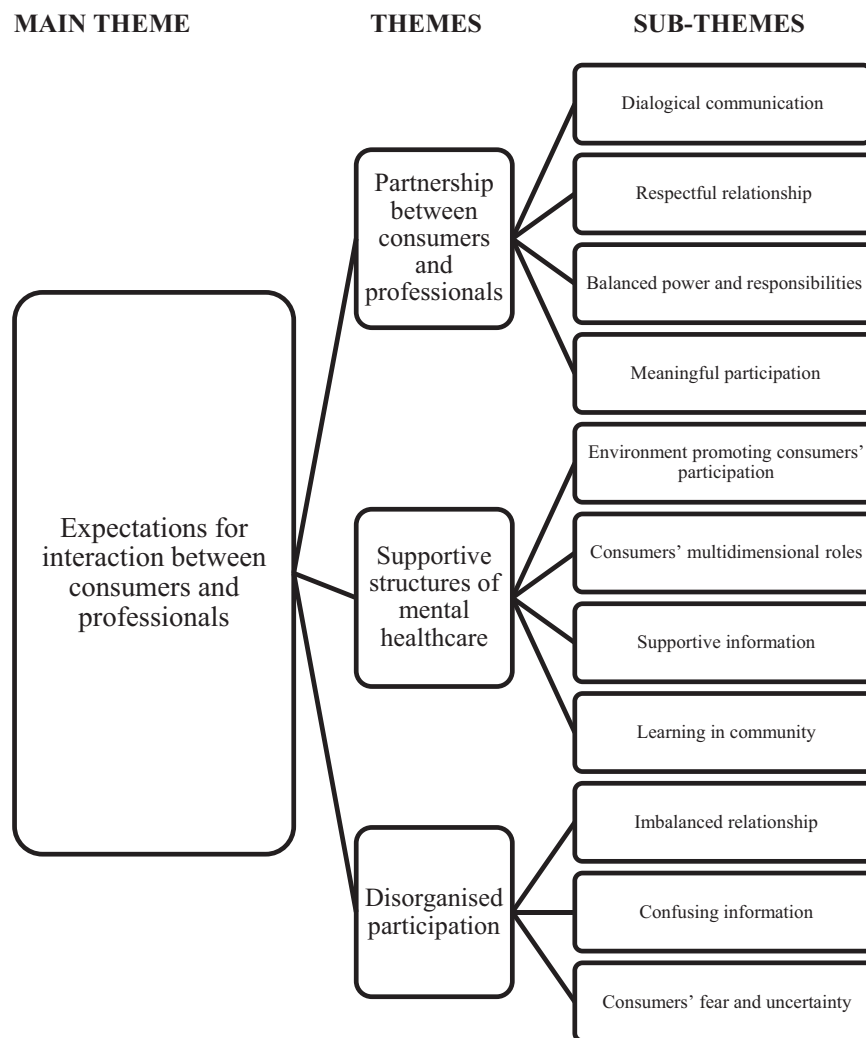 MAIN THEME
THEMES
SUB-THEMES
Expectations for
interaction between
consumers and
professionals
Partnership
between
consumers
and
professionals
Dialogical communication
Respectful relationship
Balanced power and responsibilities
Meaningful participation
Supportive
structures of
mental
healthcare
Environment promoting consumers’
participation
Consumers’ multidimensional roles
Supportive information
Learning in community
Disorganised
participation
Imbalanced relationship
Confusing information
Consumers’ fear and uncertainty